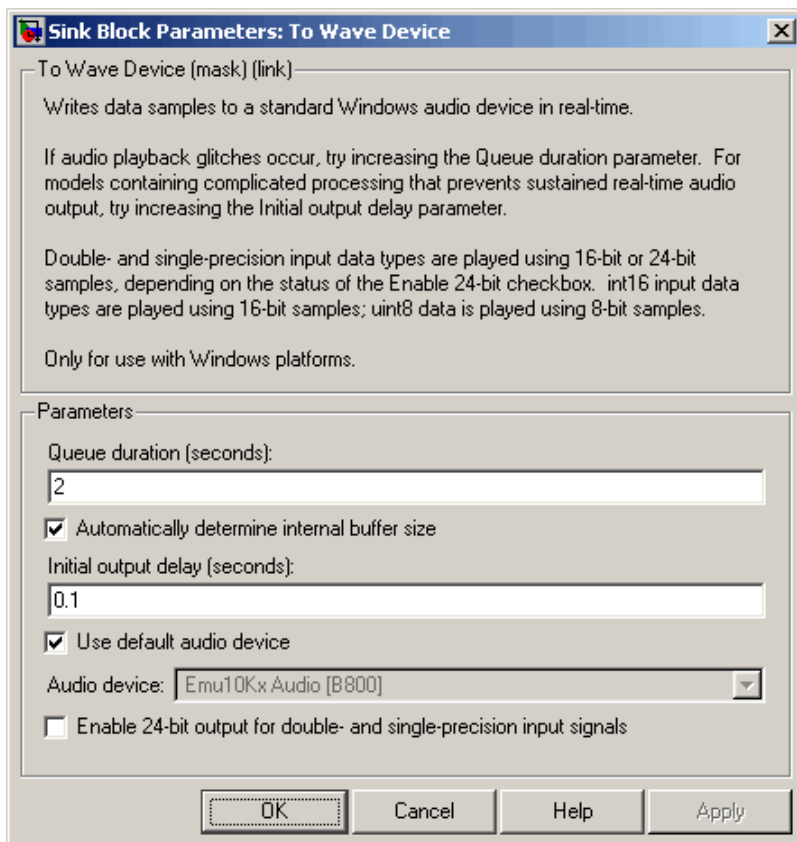 Sink Block Parameters: To Wave Device
To Wave Device (mask) (link)
Writes data samples to a standard Windows audio device in real-time.
If audio playback glitches occur, try increasing the Queue duration parameter.  For
models containing complicated processing that prevents sustained real-time audio
output, try increasing the Initial output delay parameter.
Double- and single-precision input data types are played using 16-bit or 24-bit
samples, depending on the status of the Enable 24-bit checkbox.  int16 input data
types are played using 16-bit samples; uint8 data is played using 8-bit samples.
Only for use with Windows platforms.
Parameters
Queue duration (seconds):
2
Automatically determine internal buffer size
Initial output delay (seconds):
0.1
Use default audio device
Audio device: Emu10Kx Audio [B800]
Enable 24-bit output for double- and single-precision input signals
OK Cancel Help Apply